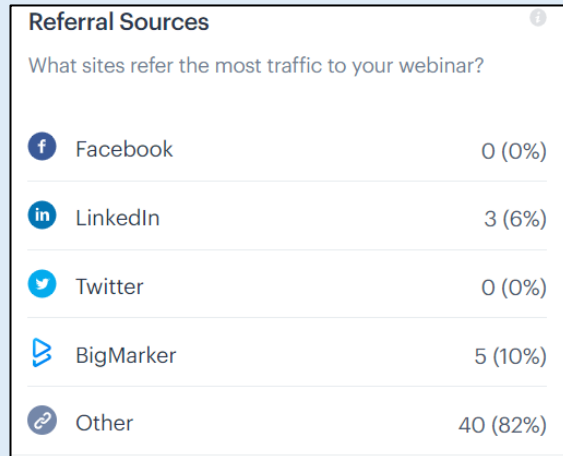 Referral Sources
What sites refer the most traffic to your webinar?
Facebook 0 (0%)
LinkedIn 3 (6%)
Twitter 0 (0%)
BigMarker 5 (10%)
Other 40 (82%)